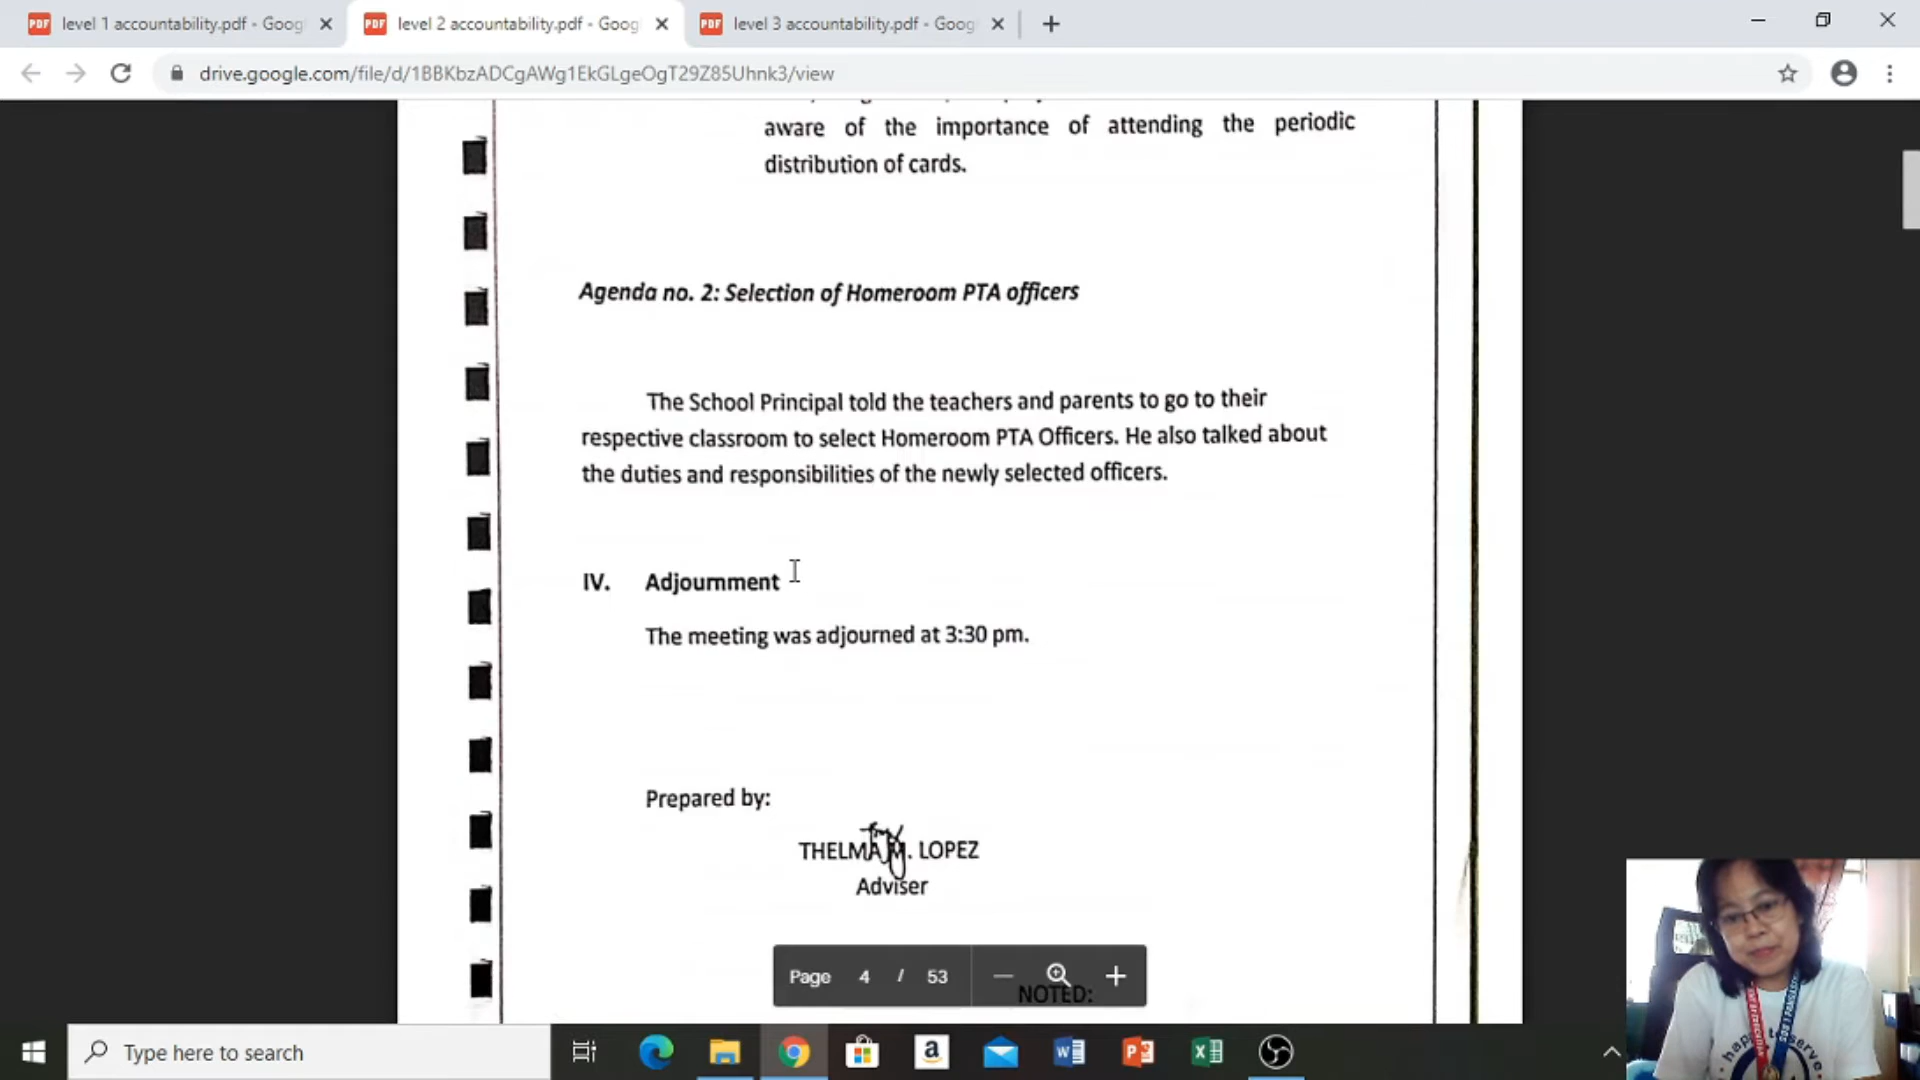 level 1 accountability.pdf - Goog
level 2 accountability.pdf - Goog
level 3 accountability.pdf - Goog
drive.google.com/file/d/1BBKbzADCgAWg1EkGLgeOgT29Z85Uhnk3/view
aware of the importance of attending the periodic
distribution of cards.
Agenda no. 2: Selection of Homeroom PTA officers
The School Principal told the teachers and parents to go to their
respective classroom to select Homeroom PTA Officers. He also talked about
the duties and responsibilities of the newly selected officers.
IV. Adjournment
The meeting was adjourned at 3:30 pm.
Prepared by:
THELMA M. LOPEZ
Adviser
Page 4 / 53
NOTED:
Type here to search